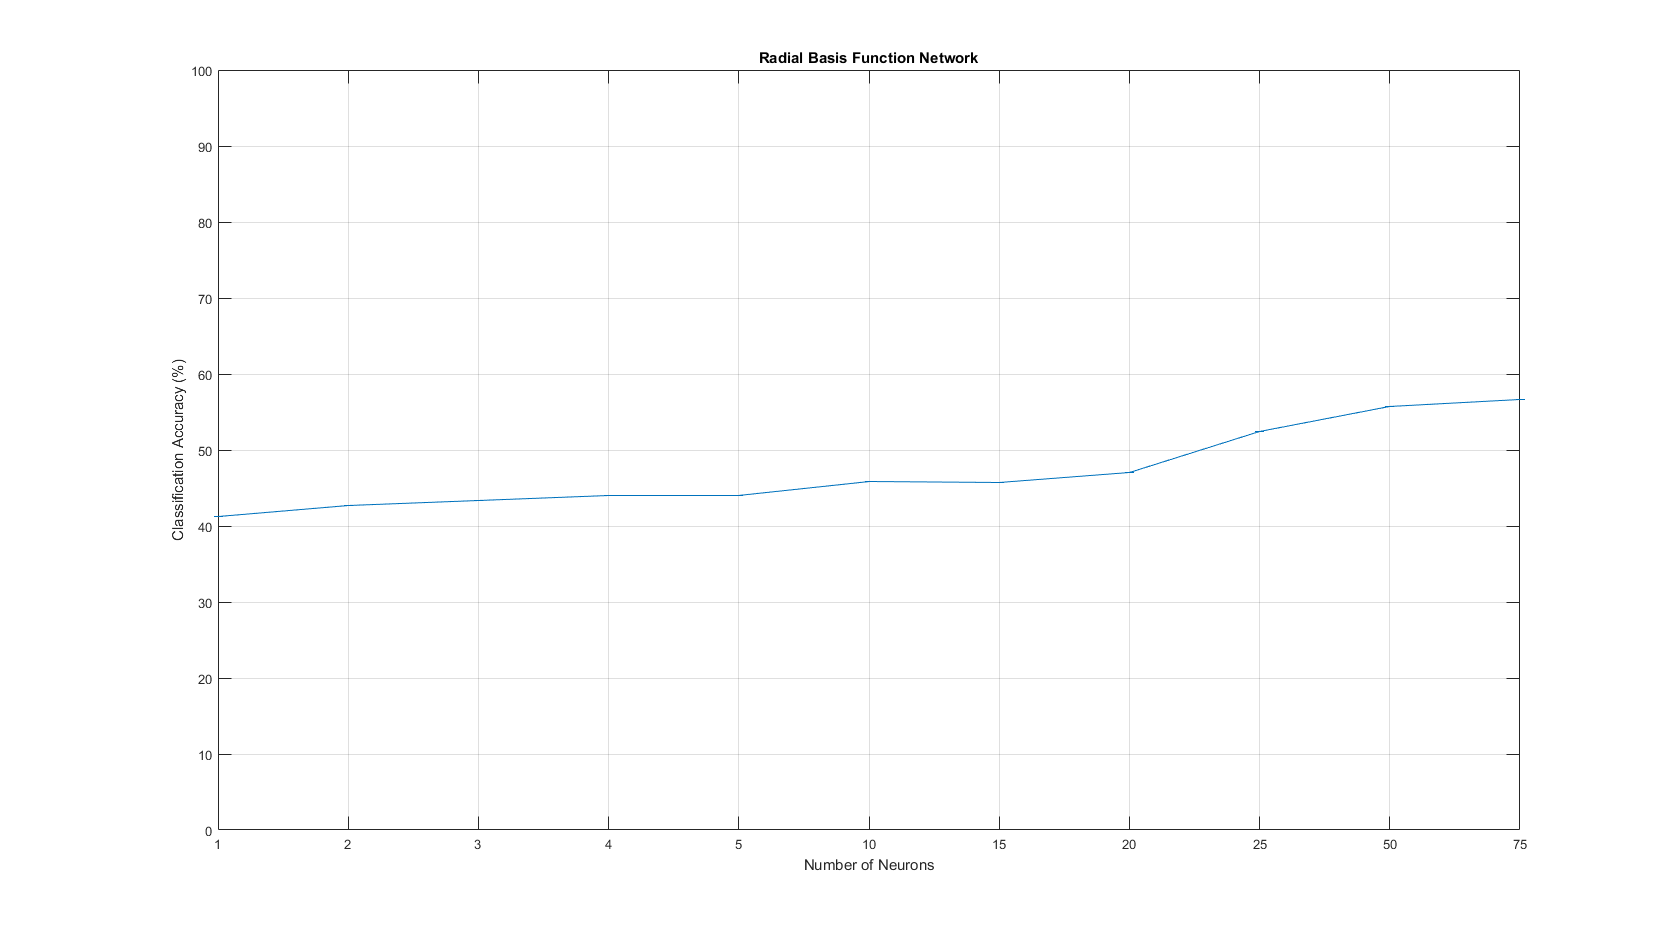 Radial Basis Function Network
100
90
80
70
60
50
40
30
20
10
0
Classification Accuracy (%)
1 2 3 4 5 10 15 20 25 50 75
Number of Neurons